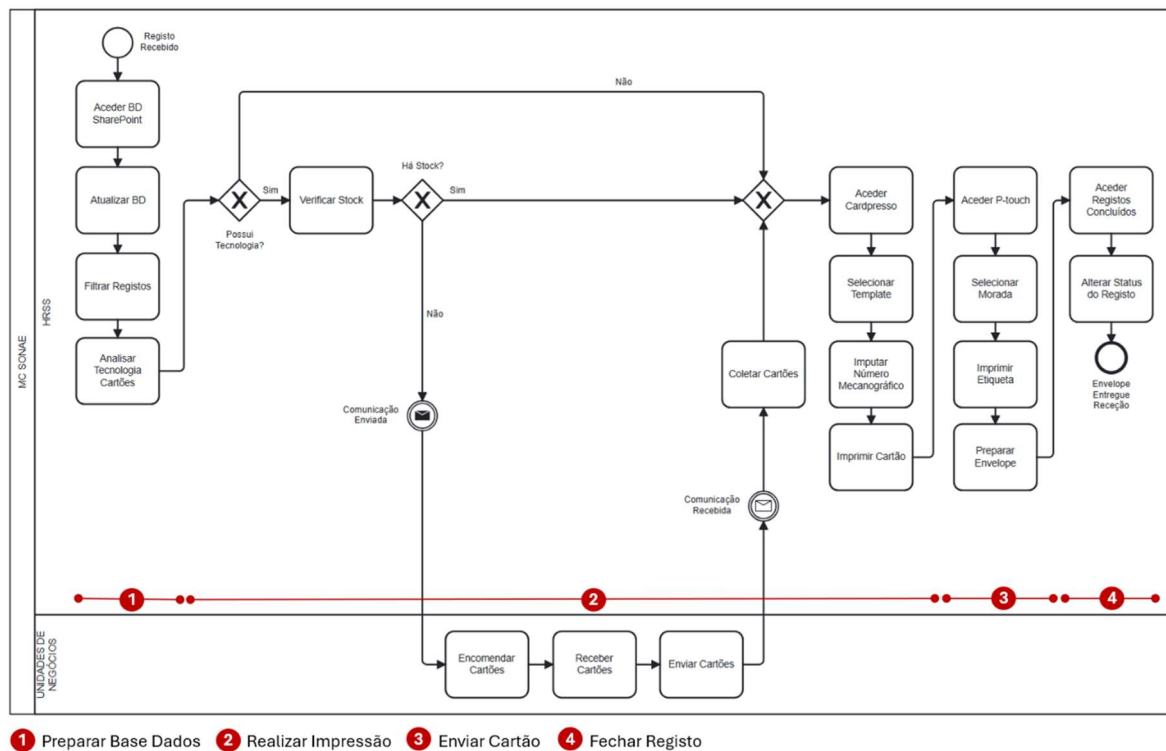 MC SONAE
HRSS
UNIDADES DE
NEGÓCIOS
Registo
Recebido
Aceder BD
SharePoint
Atualizar BD
Filtrar Registos
Analisar
Tecnologia
Cartões
Possui
Tecnologia?
Sim
Não
Verificar Stock
Há Stock?
Sim
Não
Comunicação
Enviada
Encomendar
Cartões
Receber
Cartões
Enviar Cartões
Comunicação
Recebida
Coletar Cartões
Aceder
Cardpresso
Selecionar
Template
Imputar
Número
Mecanográfico
Imprimir Cartão
Aceder P-touch
Selecionar
Morada
Imprimir
Etiqueta
Preparar
Envelope
Aceder
Registos
Concluídos
Alterar Status
do Registo
Envelope
Entregue
Receção
1
2
3
4
1 Preparar Base Dados 2 Realizar Impressão 3 Enviar Cartão 4 Fechar Registo